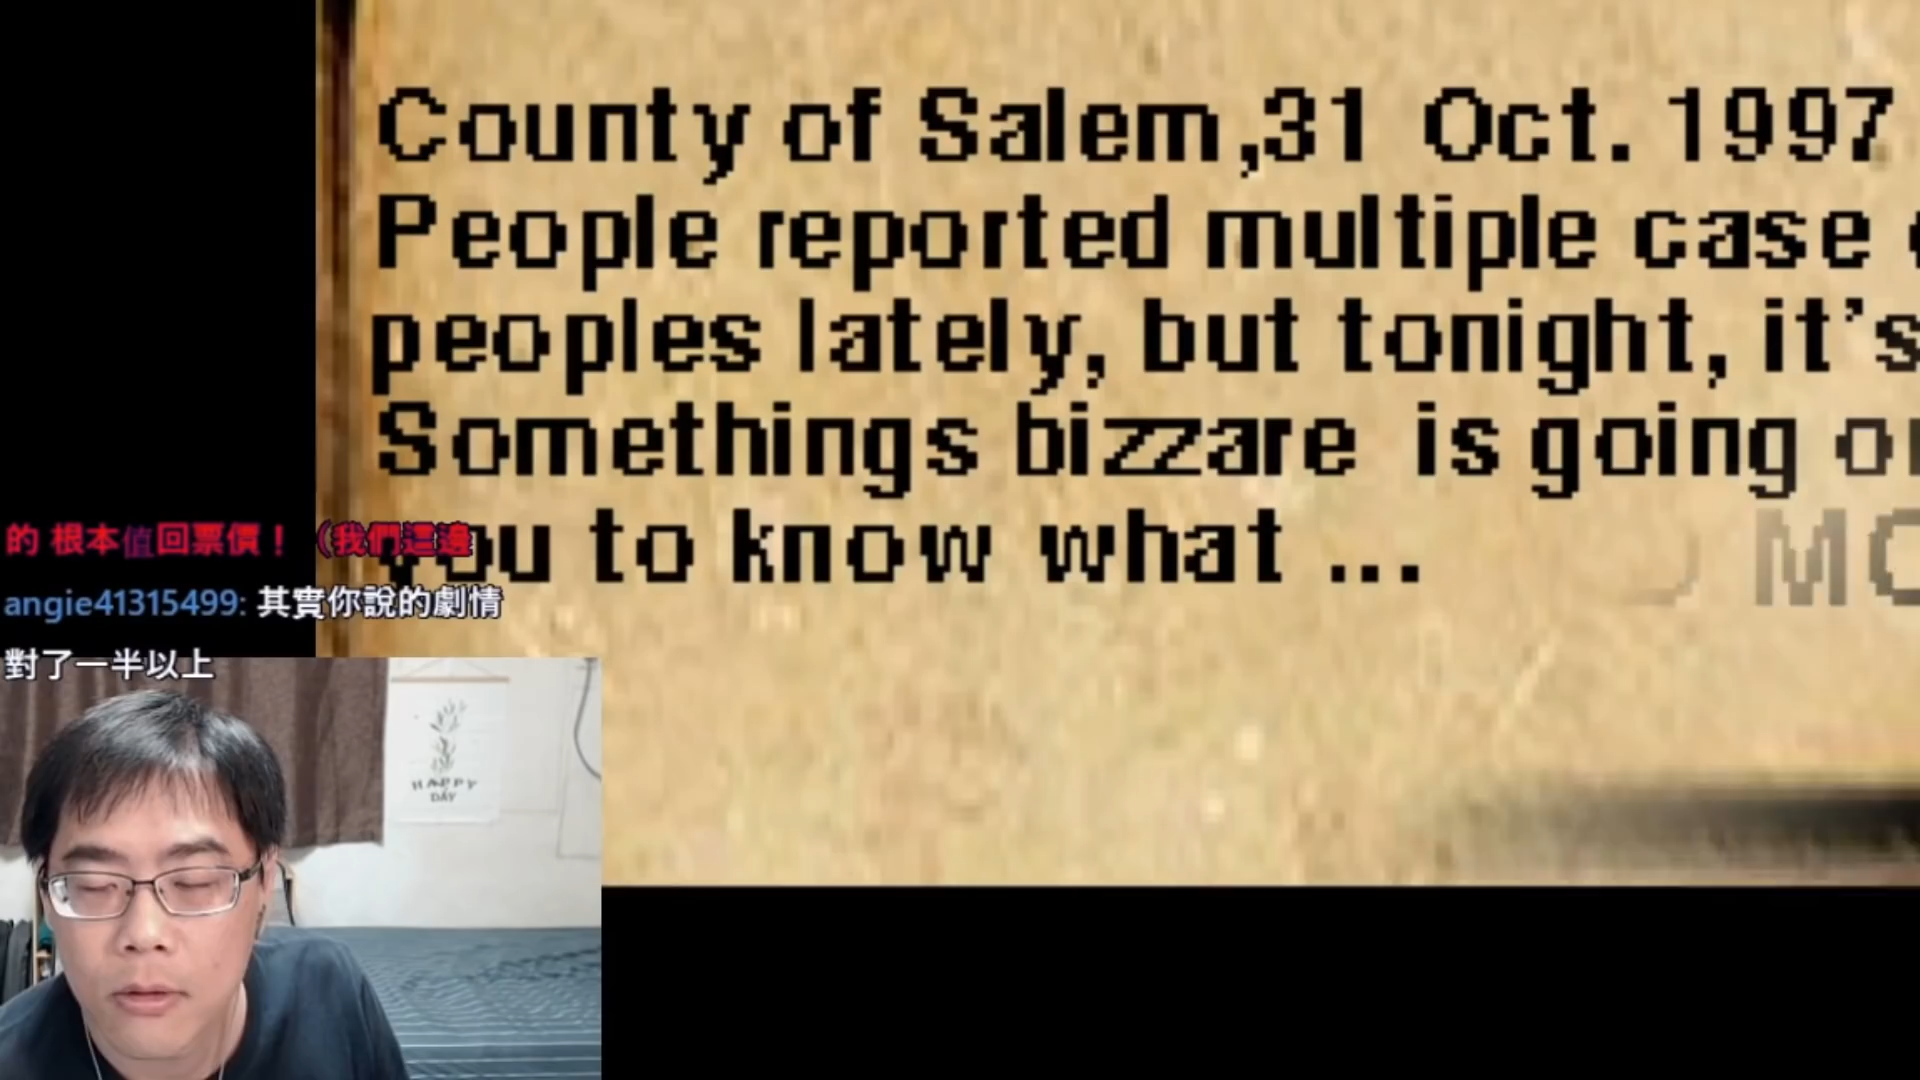 County of Salem,31 Oct. 1997
People reported multiple case
peoples lately, but tonight, it's
Somethings bizzare is going
you to know what ...
的 根本值回票價！（我們這邊
angie41315499: 其實你說的劇情
對了一半以上
HAPPY
DAY